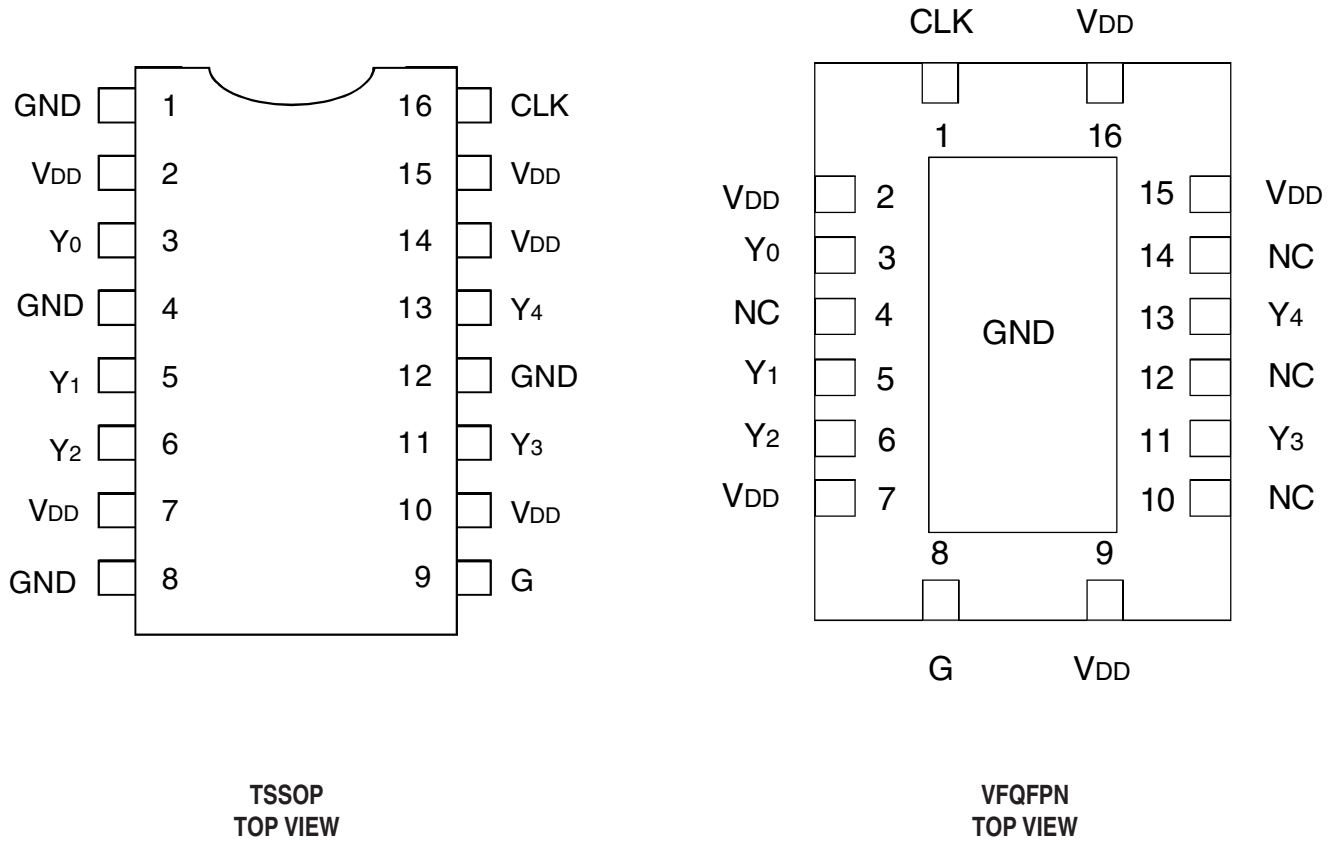 CLK VDD
GND 1 16 CLK
VDD 2 15 VDD
Y0 3 14 VDD
GND 4 13 Y4
Y1 5 12 GND
Y2 6 11 Y3
VDD 7 10 VDD
GND 8 9 G
1 16
VDD 2 15 VDD
Y0 3 14 NC
NC 4 13 Y4
GND
Y1 5 12 NC
Y2 6 11 Y3
VDD 7 10 NC
8 9
G VDD
TSSOP
TOP VIEW
VFQFPN
TOP VIEW